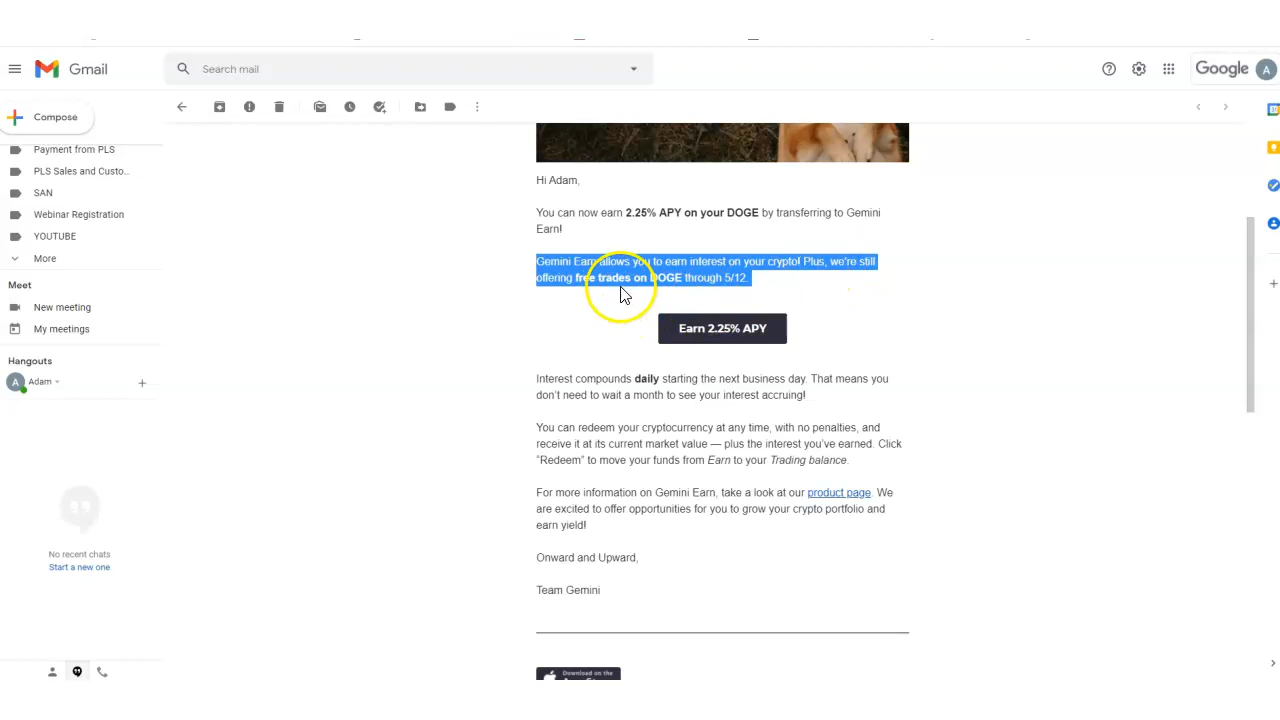 Gmail
Search mail
Google
A
Compose
Payment from PLS
PLS Sales and Custo...
SAN
Webinar Registration
YOUTUBE
More
Meet
New meeting
My meetings
Hangouts
A Adam
No recent chats
Start a new one
Hi Adam,
You can now earn 2.25% APY on your DOGE by transferring to Gemini
Earn!
Gemini Earn allows you to earn interest on your crypto! Plus, we're still
offering free trades on DOGE through 5/12.
Earn 2.25% APY
Interest compounds daily starting the next business day. That means you
don't need to wait a month to see your interest accruing!
You can redeem your cryptocurrency at any time, with no penalties, and
receive it at its current market value — plus the interest you've earned. Click
"Redeem" to move your funds from Earn to your Trading balance.
For more information on Gemini Earn, take a look at our product page. We
are excited to offer opportunities for you to grow your crypto portfolio and
earn yield!
Onward and Upward,
Team Gemini
Download on the